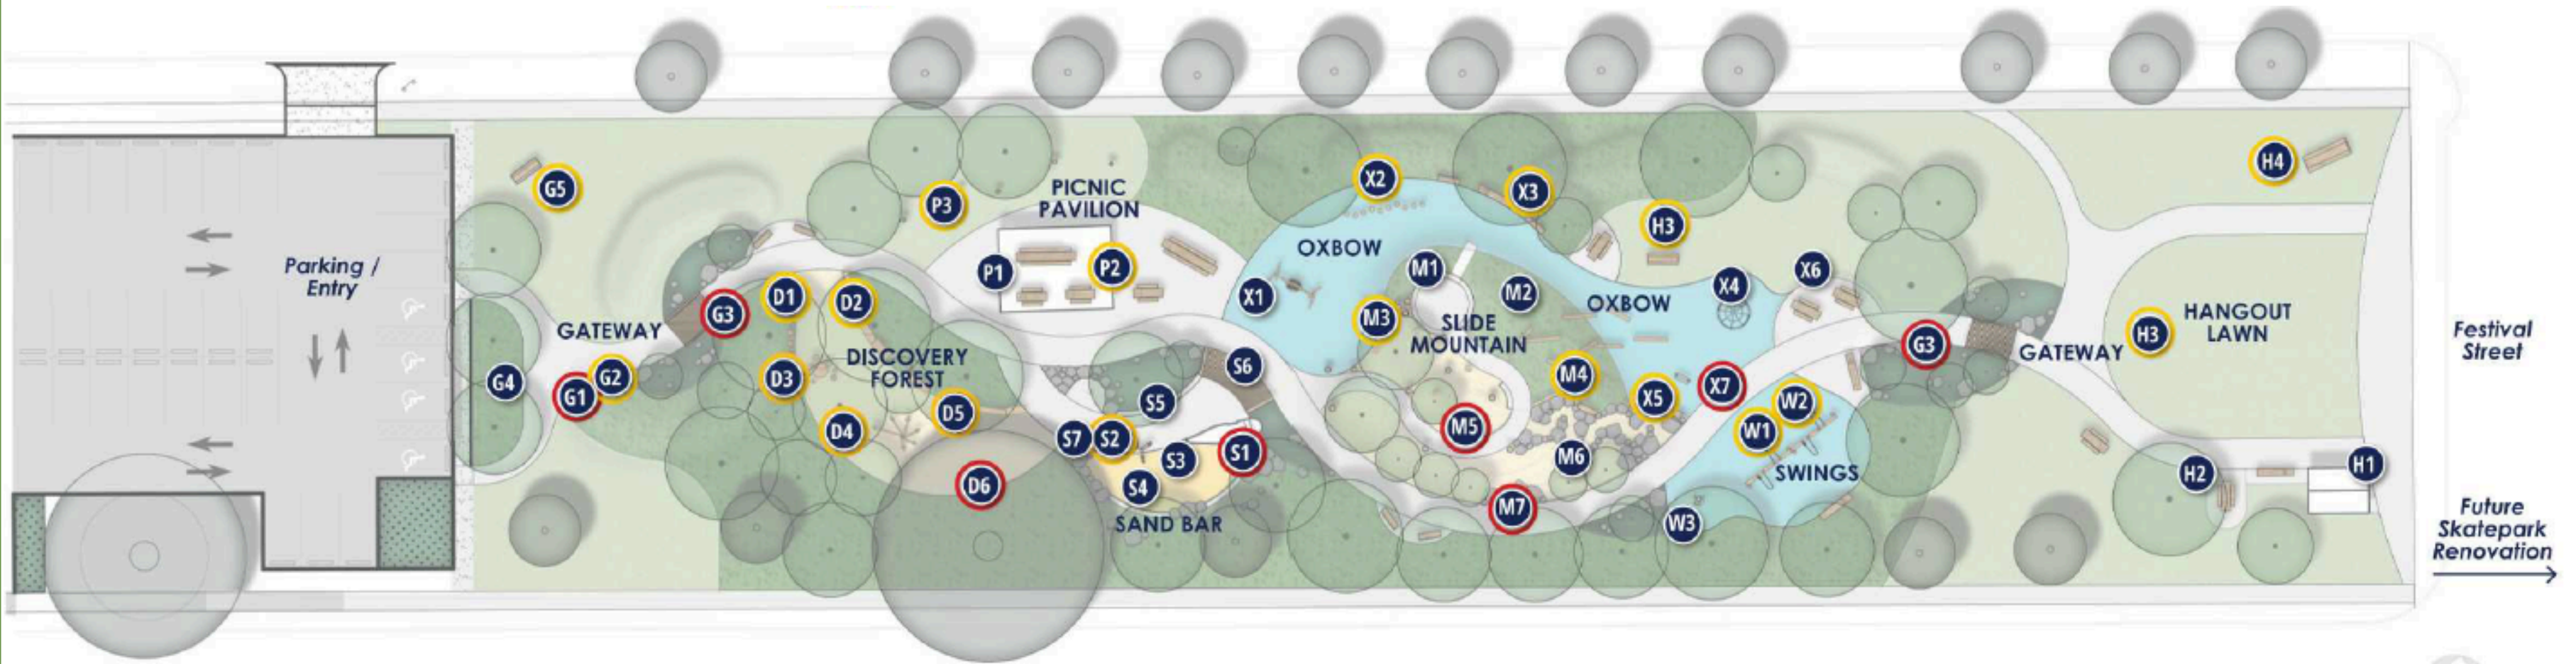 Parking /
Entry
G5
GATEWAY
G4
G1
G2
G3
D1
D2
D3
DISCOVERY
FOREST
D4
D5
D6
P3
PICNIC
PAVILION
P1
P2
S6
S5
S7
S2
S3
S1
S4
SAND BAR
X2
X3
OXBOW
X1
M1
M2
M3
SLIDE
MOUNTAIN
H3
OXBOW
X4
X6
M4
X5
X7
M5
M6
M7
W2
W1
SWINGS
W3
G3
GATEWAY
H4
H3
HANGOUT
LAWN
H2
H1
Festival
Street
Future
Skatepark
Renovation